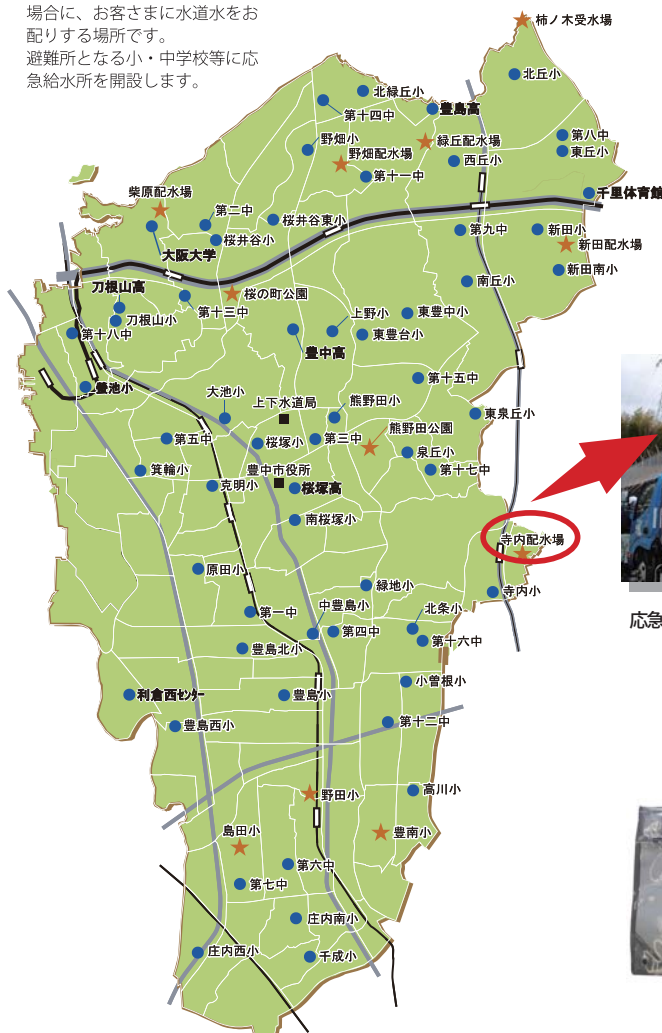 場合に、お客さまに水道水をお
配りする場所です。
避難所となる小・中学校等に応
急給水所を開設します。
柿ノ木受水場
北丘小
北緑丘小
第十四中
豊島高
野畑小
野畑配水場
緑丘配水場
第八中
東丘小
西丘小
第十一中
千里体育館
柴原配水場
第二中
桜井谷東小
第九中
新田小
桜井谷小
新田配水場
大阪大学
新田南小
南丘小
刀根山高
桜の町公園
第十三中
刀根山小
上野小
東豊中小
第十八中
東豊台小
豊中高
第十五中
螢池小
大池小
上下水道局
熊野田小
東泉丘小
熊野田公園
第五中
桜塚小
第三中
泉丘小
箕輪小
豊中市役所
第十七中
克明小
桜塚高
南桜塚小
寺内配水場
原田小
緑地小
寺内小
第一中
中豊島小
北条小
応急
第四中
第十六中
豊島北小
小曽根小
利倉西センター
豊島小
豊島西小
第十二中
野田小
高川小
島田小
豊南小
第六中
第七中
庄内南小
庄内西小
千成小